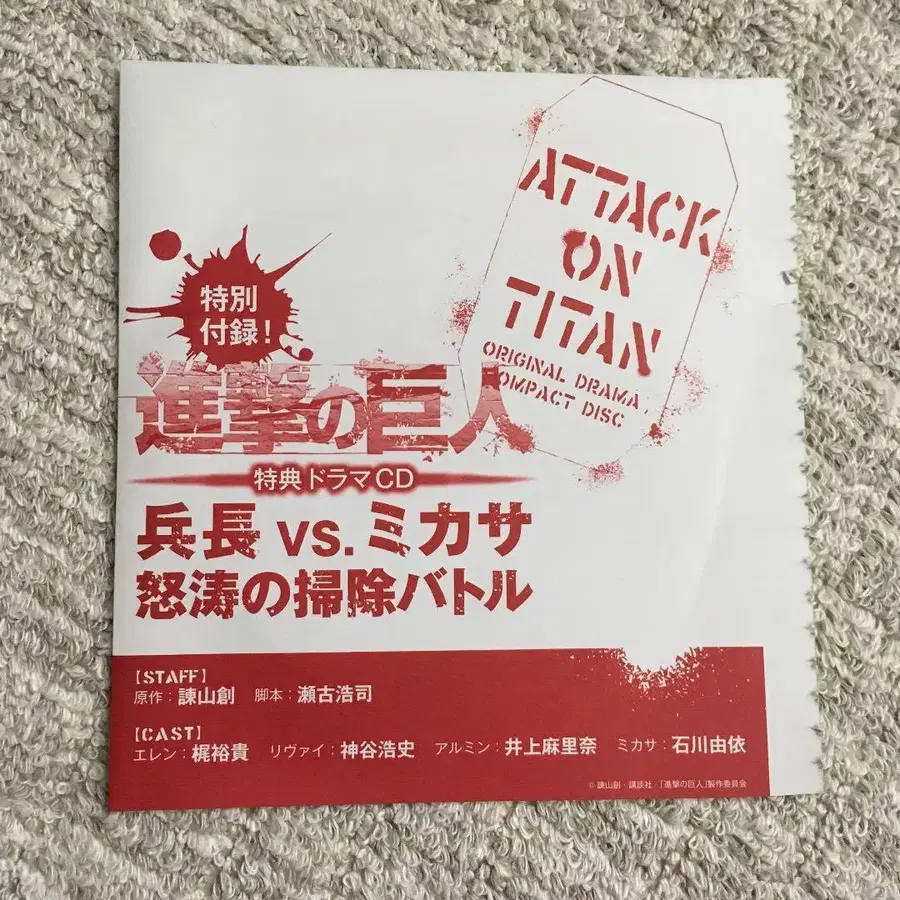 ATTACK
ON
TITAN
ORIGINAL DRAMA
COMPACT DISC
特別
付録!
進撃の巨人
特典ドラマCD
兵長 vs. ミカサ
怒涛の掃除バトル
【STAFF】
原作:諫山創 脚本:瀬古浩司
【CAST】
エレン:梶裕貴 リヴァイ:神谷浩史 アルミン:井上麻里奈 ミカサ:石川由依
© 諫山創・講談社/「進撃の巨人」製作委員会